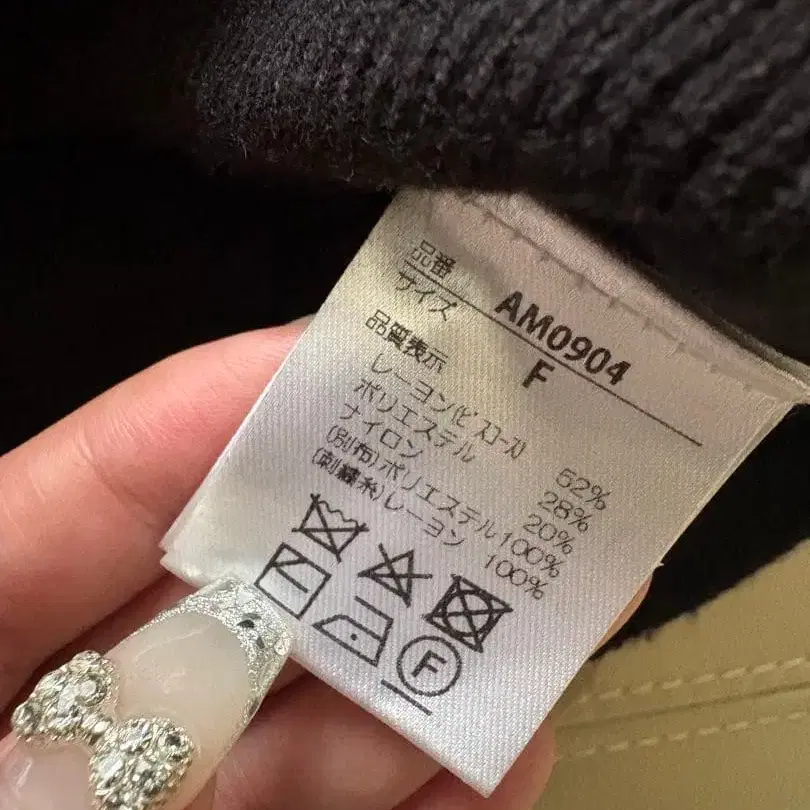 品番 AM0904
サイズ F
品質表示
レーヨン(ビスコース) 52%
ポリエステル 28%
ナイロン 20%
(別布)ポリエステル100%
(刺繍糸)レーヨン 100%
F